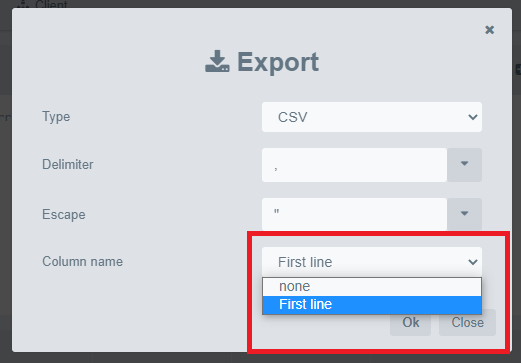 Client
Export
Type
CSV
Delimiter
,
Escape
"
Column name
First line
none
First line
Ok
Close